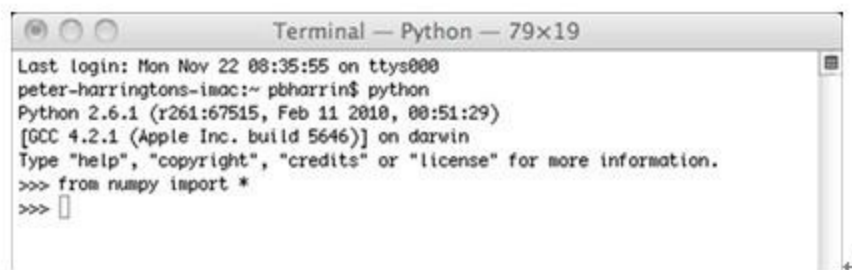 Terminal — Python — 79×19
Last login: Mon Nov 22 08:35:55 on ttys000
peter-harringtons-imac:~ pbharrin$ python
Python 2.6.1 (r261:67515, Feb 11 2010, 00:51:29)
[GCC 4.2.1 (Apple Inc. build 5646)] on darwin
Type "help", "copyright", "credits" or "license" for more information.
>>> from numpy import *
>>>